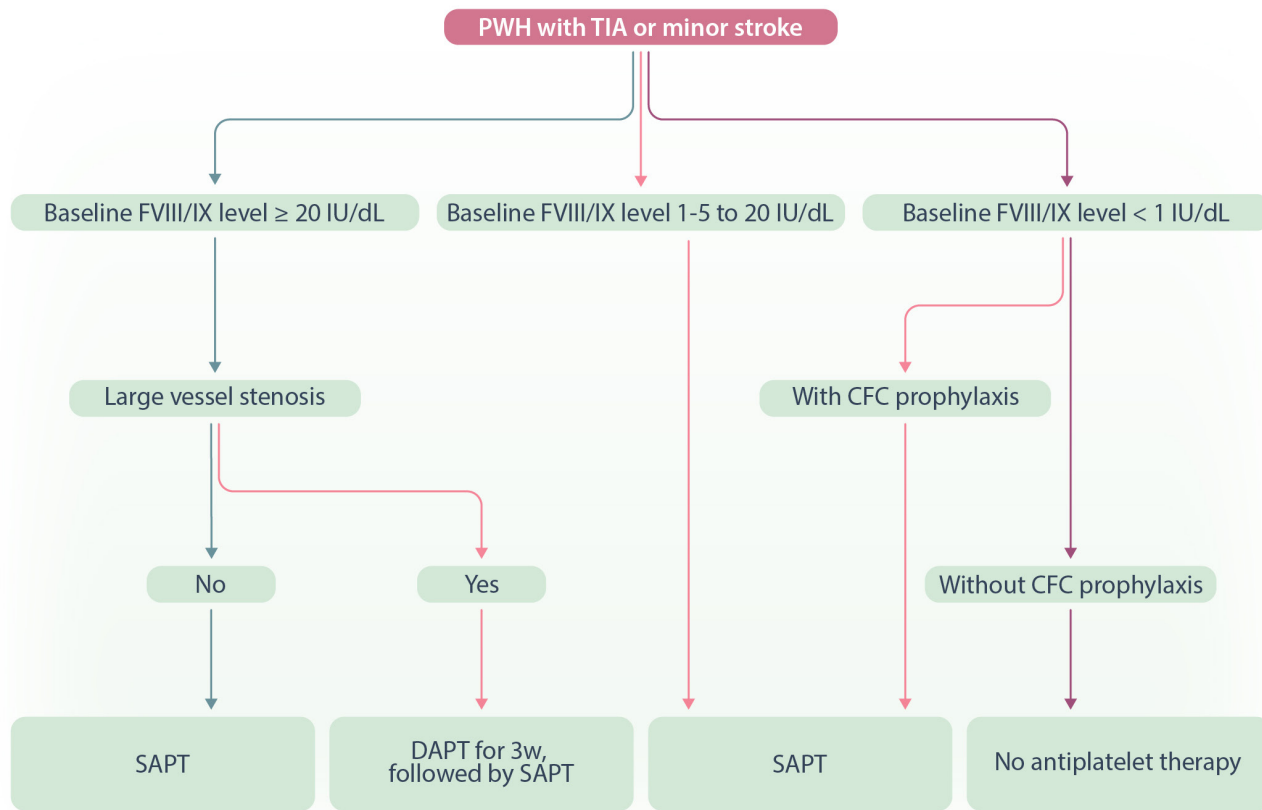 PWH with TIA or minor stroke
Baseline FVIII/IX level ≥ 20 IU/dL
Baseline FVIII/IX level 1-5 to 20 IU/dL
Baseline FVIII/IX level < 1 IU/dL
Large vessel stenosis
With CFC prophylaxis
No
Yes
Without CFC prophylaxis
SAPT
DAPT for 3w,
followed by SAPT
SAPT
No antiplatelet therapy